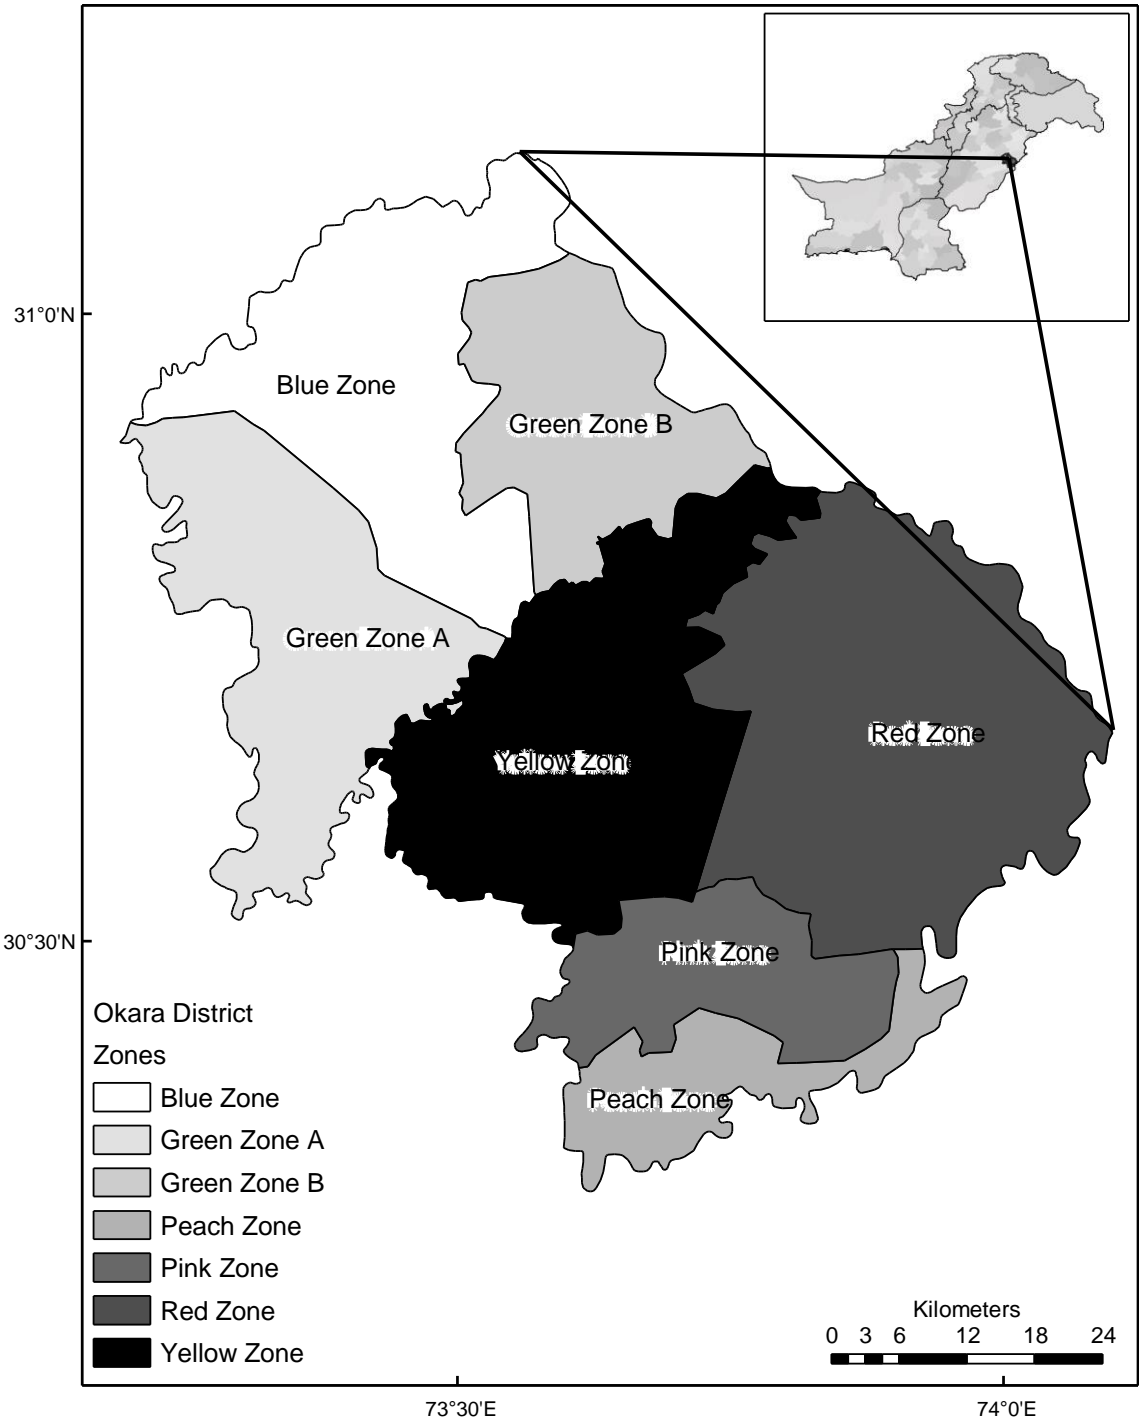 31°0'N
Blue Zone
Green Zone B
Green Zone A
Red Zone
Yellow Zone
30°30'N
Pink Zone
Peach Zone
Okara District
Zones
Blue Zone
Green Zone A
Green Zone B
Peach Zone
Pink Zone
Red Zone
Yellow Zone
Kilometers
0 3 6 12 18 24
73°30'E 74°0'E